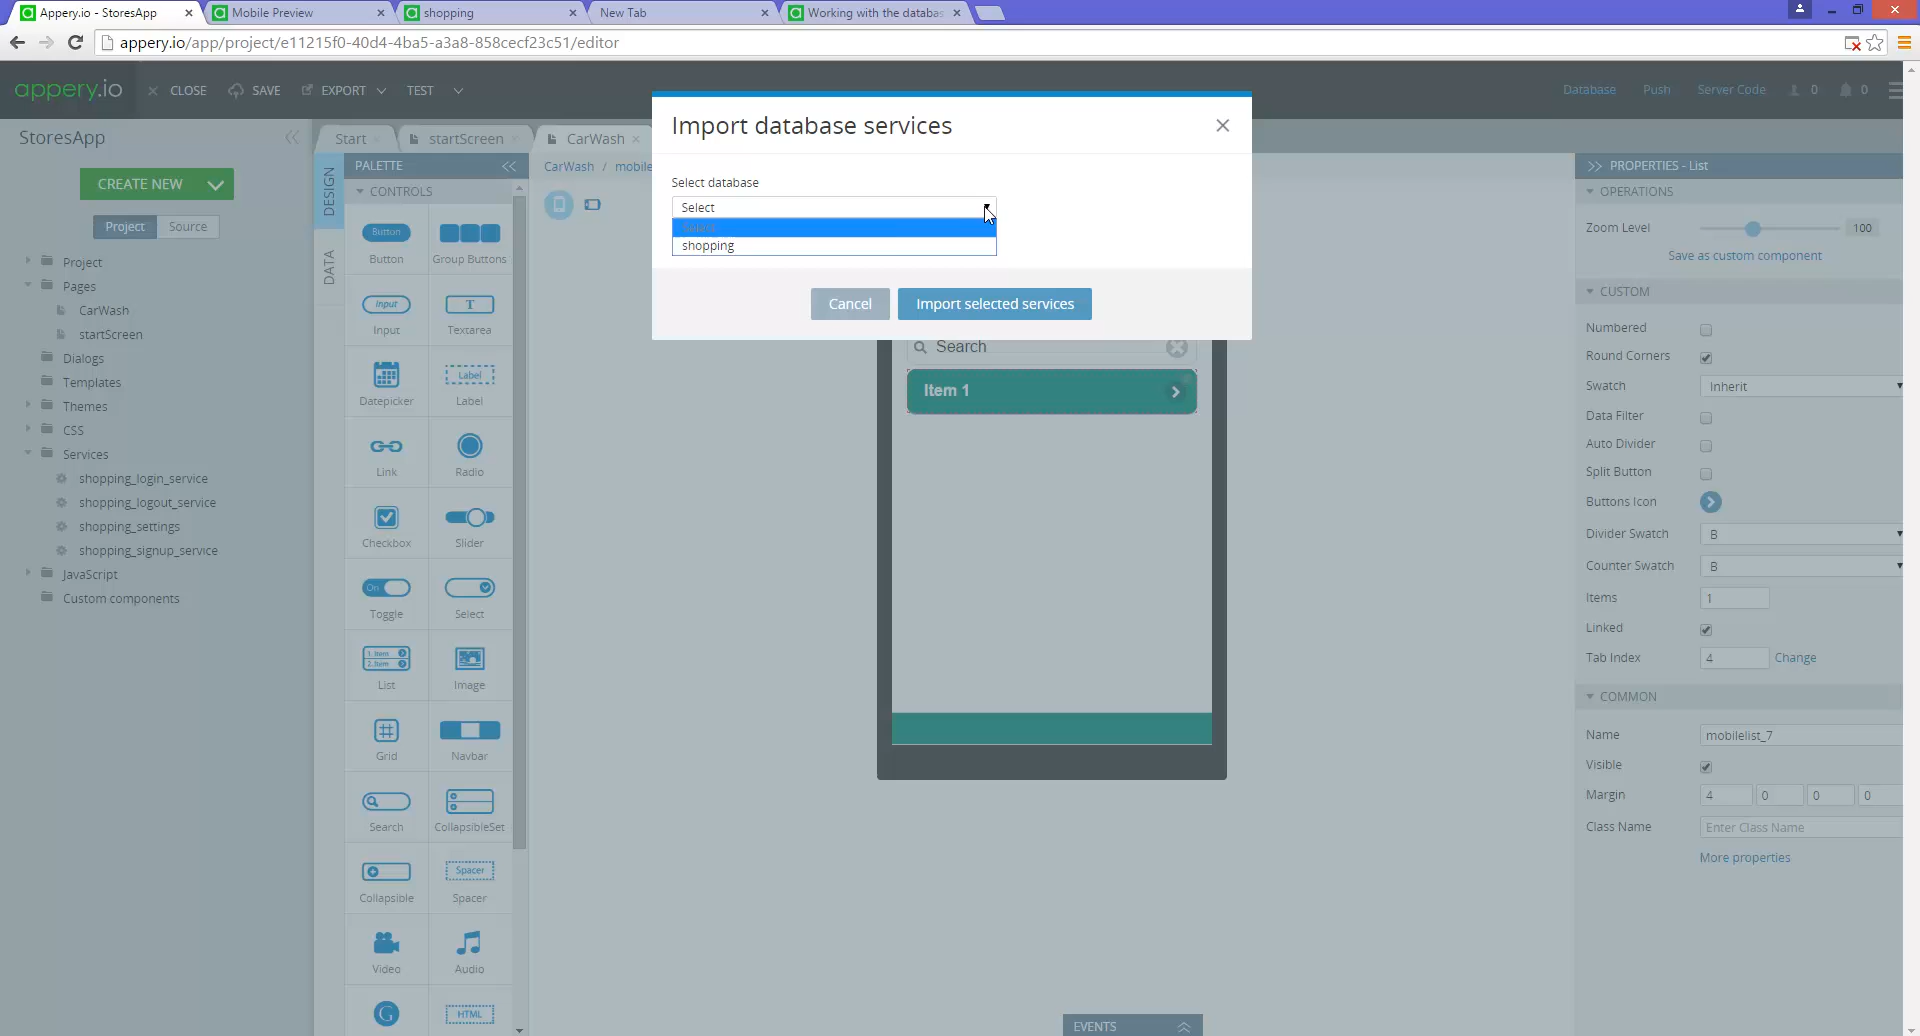 Appery.io - StoresApp
Mobile Preview
shopping
New Tab
Working with the databas
appery.io/app/project/e11215f0-40d4-4ba5-a3a8-858cecf23c51/editor
appery.io
CLOSE
SAVE
EXPORT
TEST
Database
Push
Server Code
0
0
StoresApp
CREATE NEW
Project
Source
Project
Pages
CarWash
startScreen
Dialogs
Templates
Themes
CSS
Services
shopping_login_service
shopping_logout_service
shopping_settings
shopping_signup_service
JavaScript
Custom components
Start
startScreen
CarWash
DESIGN
DATA
PALETTE
CONTROLS
Button
Button
Group Buttons
Input
Input
T
Textarea
Datepicker
Label
Label
Link
Radio
Checkbox
Slider
On
Toggle
Select
1. Item
2. Item
List
Image
Grid
Navbar
Search
CollapsibleSet
Collapsible
Spacer
Spacer
Video
Audio
G
HTML
CarWash / mobile
Import database services
Select database
Select
Select
shopping
Cancel
Import selected services
Search
Item 1
EVENTS
PROPERTIES - List
OPERATIONS
Zoom Level
100
Save as custom component
CUSTOM
Numbered
Round Corners
Swatch
Inherit
Data Filter
Auto Divider
Split Button
Buttons Icon
Divider Swatch
B
Counter Swatch
B
Items
1
Linked
Tab Index
4
Change
COMMON
Name
mobilelist_7
Visible
Margin
4
0
0
0
Class Name
Enter Class Name
More properties